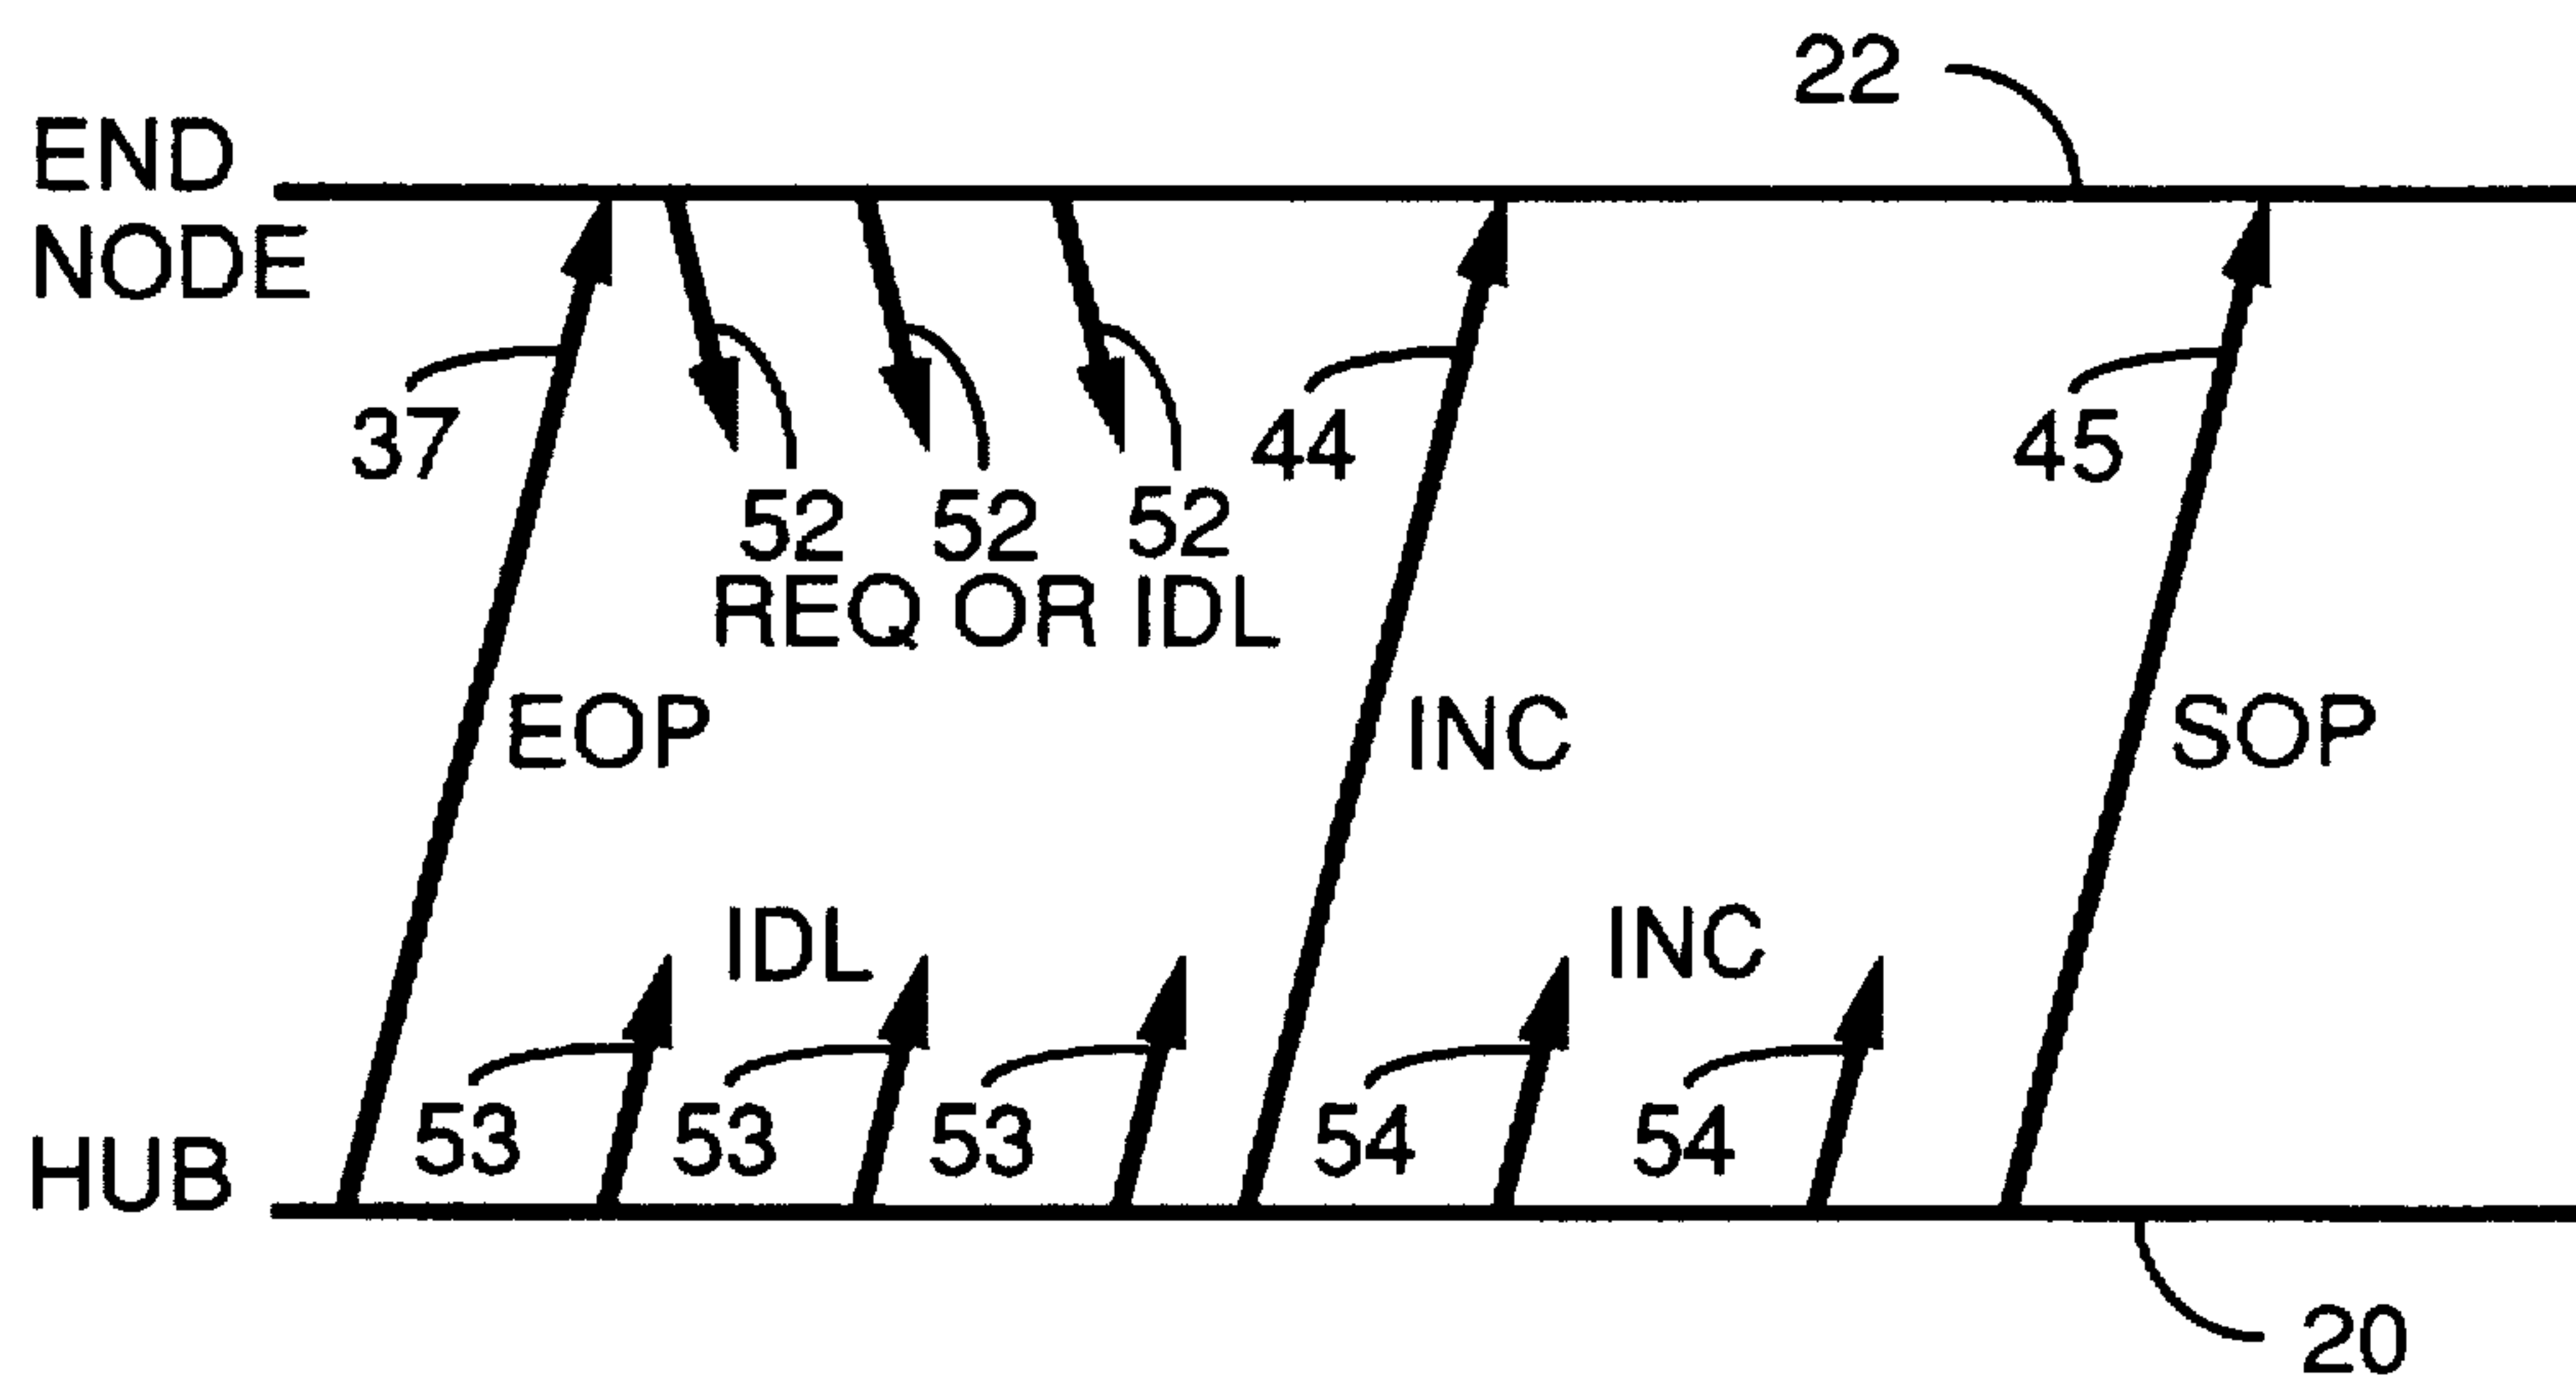 22
END
NODE
37
44
45
52 52 52
REQ OR IDL
EOP
INC
SOP
IDL
INC
53 53 53 54 54
HUB
20